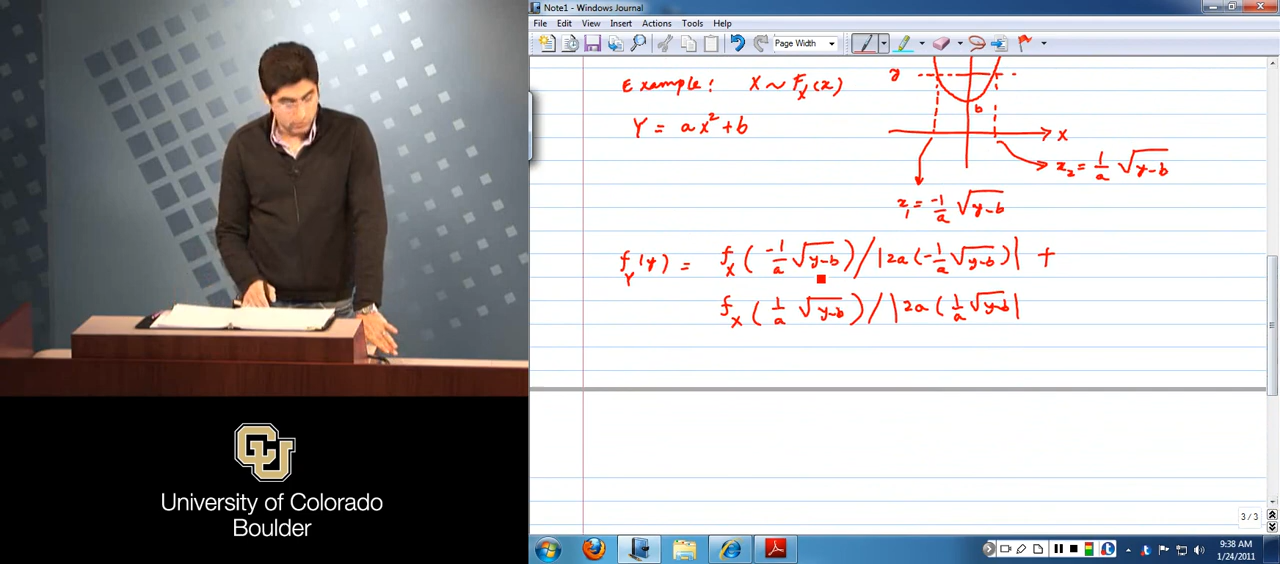 Note1 - Windows Journal
File Edit View Insert Actions Tools Help
Page Width
Example: X ~ F_X(x)
Y = ax² + b
y
b
x
x₂ = 1/a √(y-b)
x₁ = -1/a √(y-b)
f_Y(y) = f_X(-1/a √(y-b)) / |2a(-1/a √(y-b))| +
f_X(1/a √(y-b)) / |2a(1/a √(y-b)|
3 / 3
CU
University of Colorado
Boulder
9:38 AM
1/24/2011